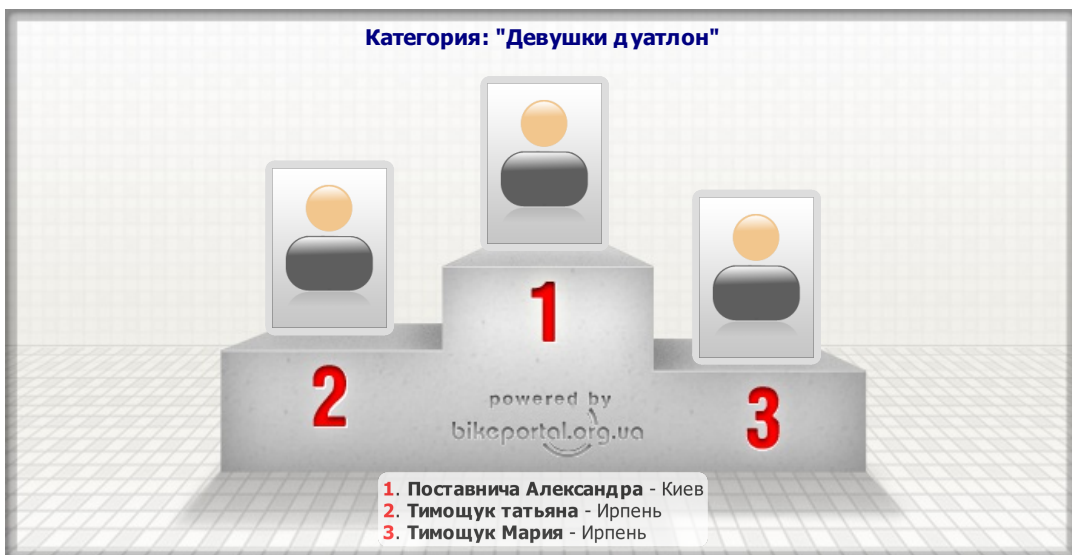 Категория: "Девушки дуатлон"
1
2
3
powered by
bikeportal.org.ua
1. Поставнича Александра - Киев
2. Тимощук татьяна - Ирпень
3. Тимощук Мария - Ирпень